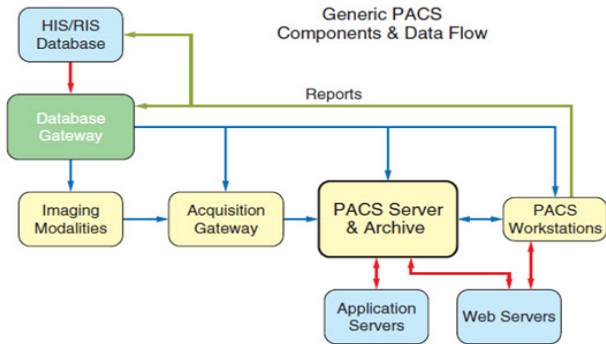 Generic PACS
Components & Data Flow
HIS/RIS
Database
Reports
Database
Gateway
Imaging
Modalities
Acquisition
Gateway
PACS Server
& Archive
PACS
Workstations
Application
Servers
Web Servers